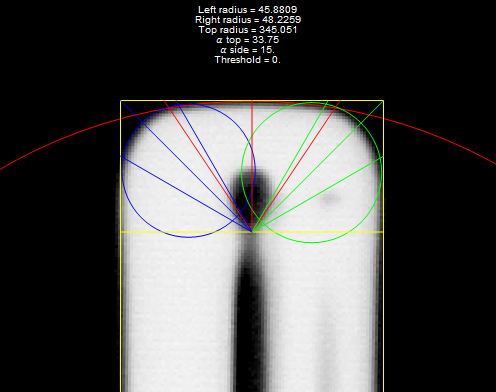 Left radius = 45.8809
Right radius = 48.2259
Top radius = 345.051
α top = 33.75
α side = 15.
Threshold = 0.